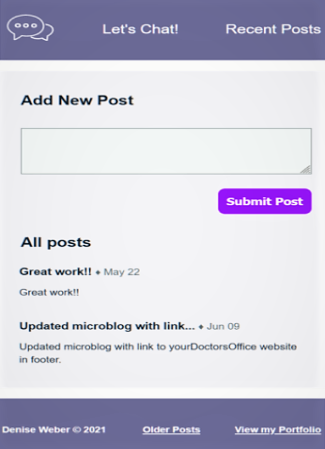 Let's Chat!
Recent Posts
Add New Post
Submit Post
All posts
Great work!! ♦ May 22
Great work!!
Updated microblog with link... ♦ Jun 09
Updated microblog with link to yourDoctorsOffice website
in footer.
Denise Weber © 2021
Older Posts
View my Portfolio